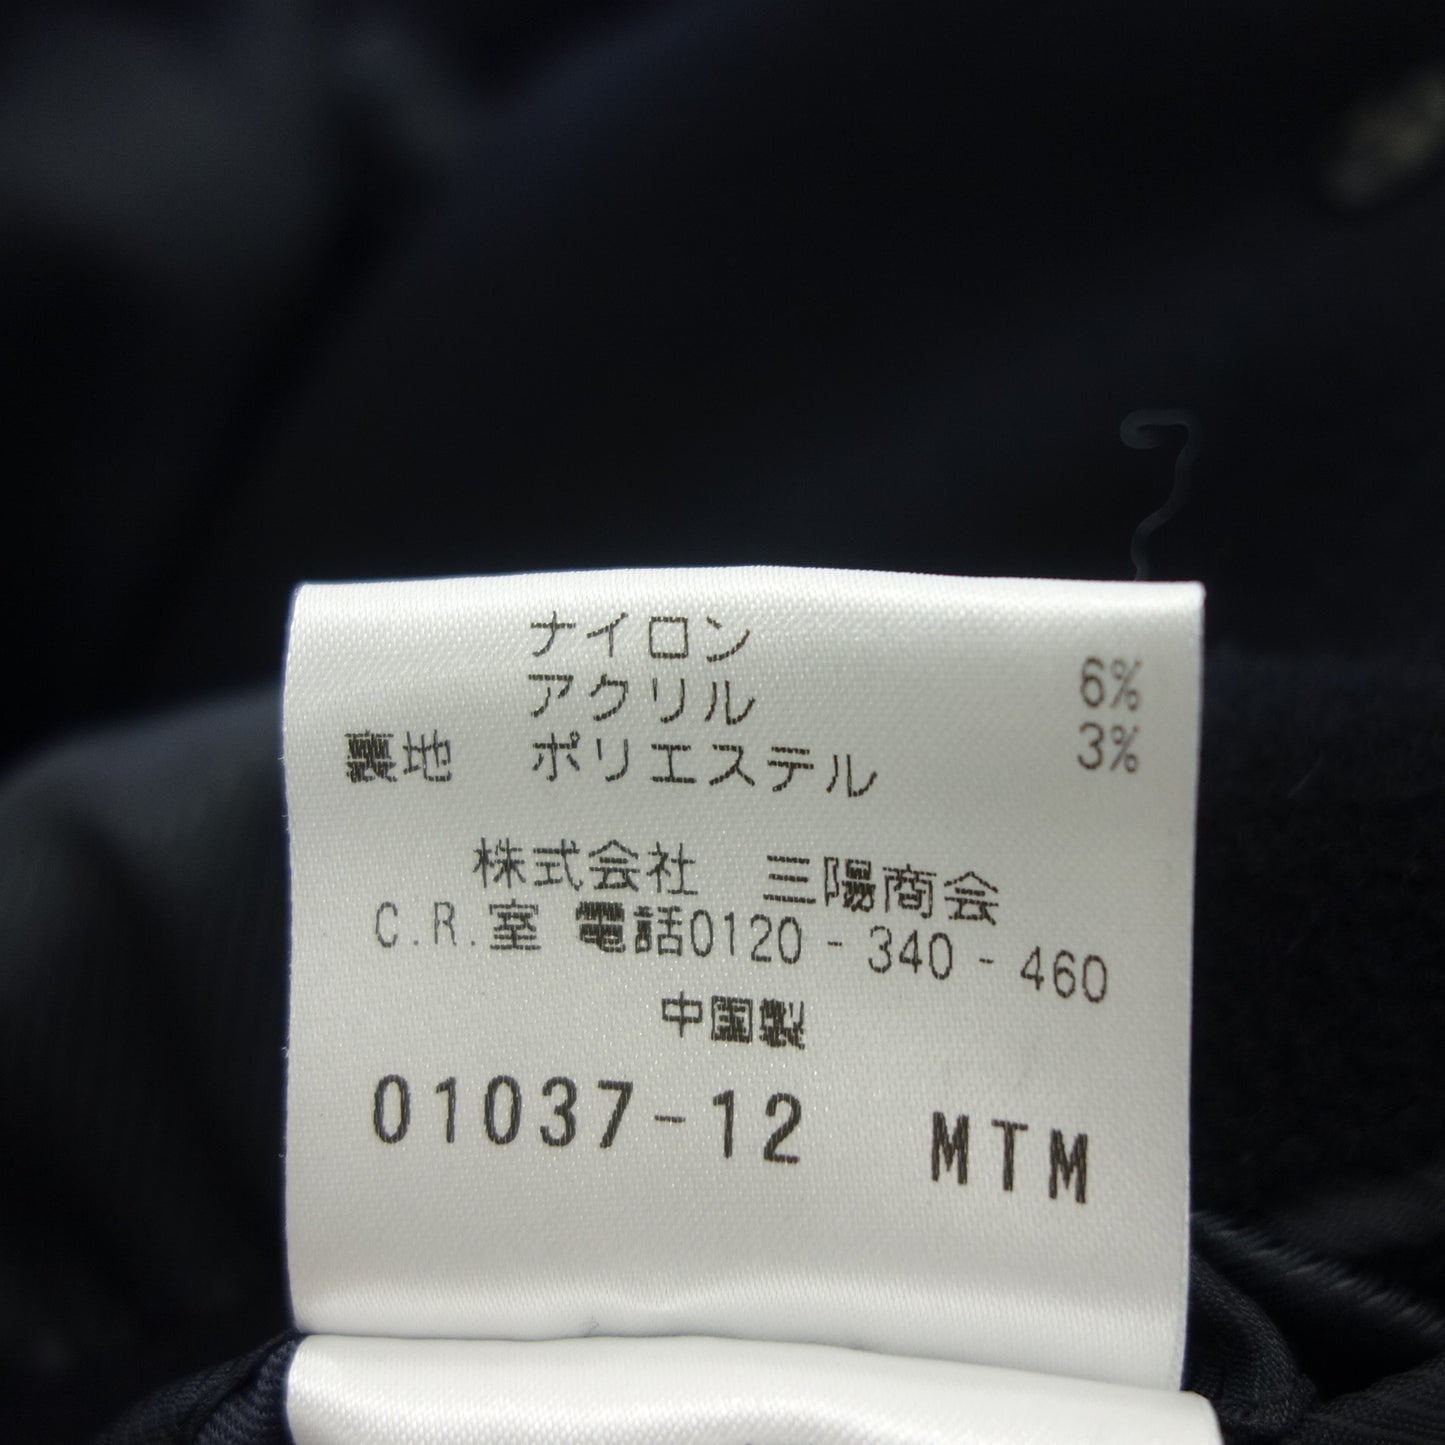 ナイロン 6%
アクリル 3%
裏地 ポリエステル
株式会社 三陽商会
C.R.室 電話0120-340-460
中国製
01037-12 MTM